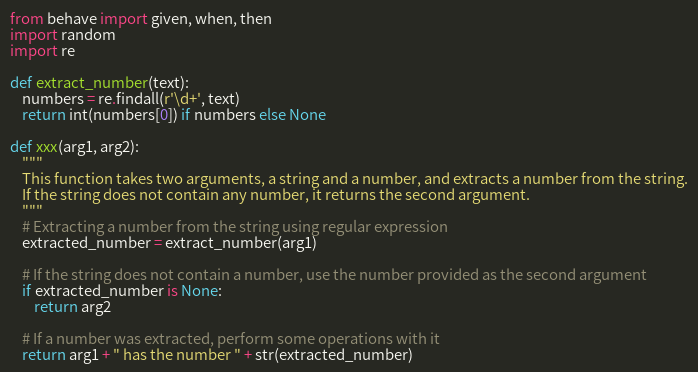 from behave import given, when, then
import random
import re

def extract_number(text):
    numbers = re.findall(r'\d+', text)
    return int(numbers[0]) if numbers else None

def xxx(arg1, arg2):
    """
    This function takes two arguments, a string and a number, and extracts a number from the string.
    If the string does not contain any number, it returns the second argument.
    """
    # Extracting a number from the string using regular expression
    extracted_number = extract_number(arg1)

    # If the string does not contain a number, use the number provided as the second argument
    if extracted_number is None:
        return arg2

    # If a number was extracted, perform some operations with it
    return arg1 + " has the number " + str(extracted_number)